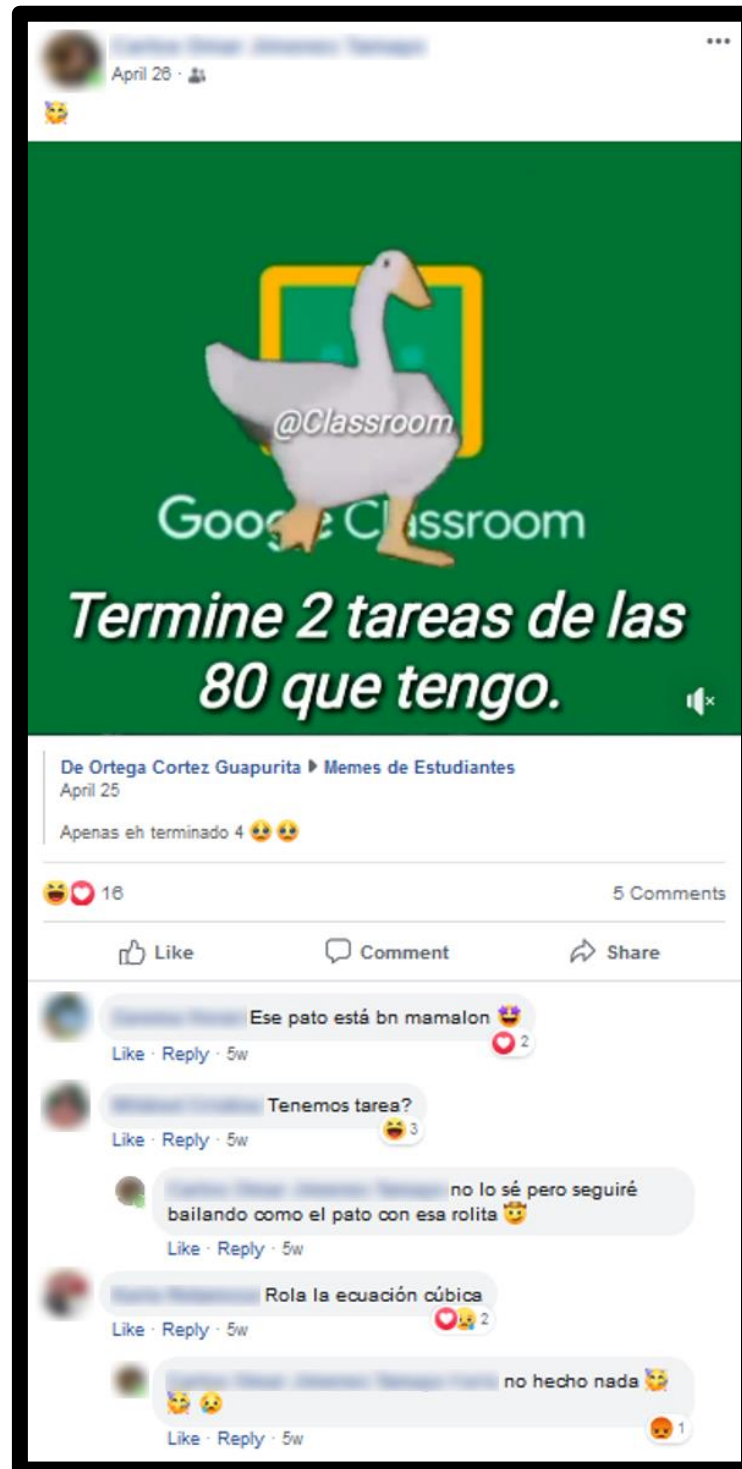 April 26
@Classroom
Google Classroom
Termine 2 tareas de las
80 que tengo.
De Ortega Cortez Guapurita ▶ Memes de Estudiantes
April 25
Apenas eh terminado 4 🥺 🥺
16 5 Comments
Like Comment Share
Ese pato está bn mamalon 🤩
2
Like · Reply · 5w
Tenemos tarea?
3
Like · Reply · 5w
no lo sé pero seguiré
bailando como el pato con esa rolita 🤠
Like · Reply · 5w
Rola la ecuación cúbica
2
Like · Reply · 5w
no hecho nada 🥳
🥳 😢
1
Like · Reply · 5w